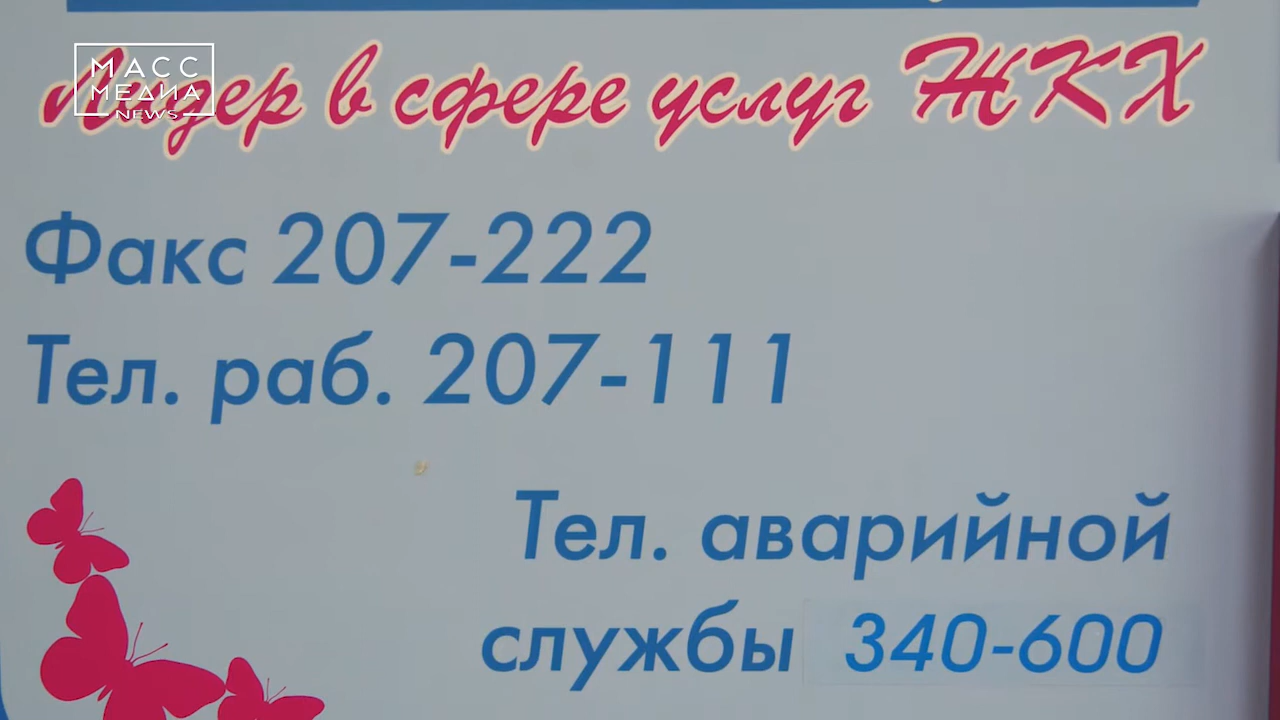 МАСС
МЕДИА
NEWS
Лидер в сфере услуг ЖКХ
Факс 207-222
Тел. раб. 207-111
Тел. аварийной
службы 340-600